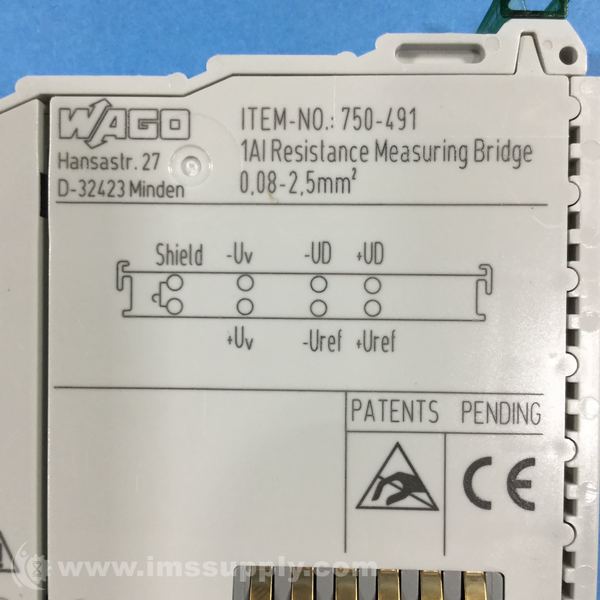 WAGO
Hansastr. 27
D-32423 Minden
ITEM-NO.: 750-491
1AI Resistance Measuring Bridge
0,08-2,5mm²
Shield -Uv -UD +UD
+Uv -Uref +Uref
PATENTS PENDING
CE
www.imssupply.com